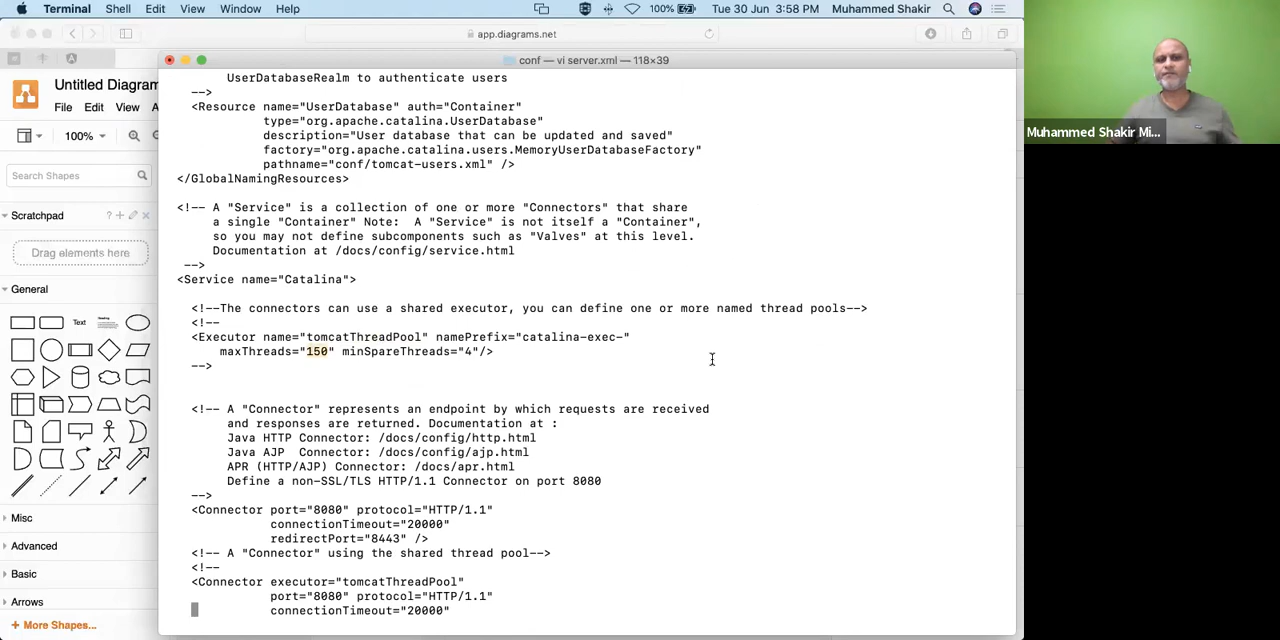 Terminal Shell Edit View Window Help 100% Tue 30 Jun 3:58 PM Muhammed Shakir
app.diagrams.net
conf — vi server.xml — 118×39
Untitled Diagram
File Edit View A
100%
Search Shapes
Scratchpad
Drag elements here
General
Text
Misc
Advanced
Basic
Arrows
+ More Shapes...
UserDatabaseRealm to authenticate users
-->
<Resource name="UserDatabase" auth="Container"
type="org.apache.catalina.UserDatabase"
description="User database that can be updated and saved"
factory="org.apache.catalina.users.MemoryUserDatabaseFactory"
pathname="conf/tomcat-users.xml" />
</GlobalNamingResources>
<!-- A "Service" is a collection of one or more "Connectors" that share
a single "Container" Note:  A "Service" is not itself a "Container",
so you may not define subcomponents such as "Valves" at this level.
Documentation at /docs/config/service.html
-->
<Service name="Catalina">
<!--The connectors can use a shared executor, you can define one or more named thread pools-->
<!--
<Executor name="tomcatThreadPool" namePrefix="catalina-exec-"
maxThreads="150" minSpareThreads="4"/>
-->
<!-- A "Connector" represents an endpoint by which requests are received
and responses are returned. Documentation at :
Java HTTP Connector: /docs/config/http.html
Java AJP  Connector: /docs/config/ajp.html
APR (HTTP/AJP) Connector: /docs/apr.html
Define a non-SSL/TLS HTTP/1.1 Connector on port 8080
-->
<Connector port="8080" protocol="HTTP/1.1"
connectionTimeout="20000"
redirectPort="8443" />
<!-- A "Connector" using the shared thread pool-->
<!--
<Connector executor="tomcatThreadPool"
port="8080" protocol="HTTP/1.1"
connectionTimeout="20000"
Muhammed Shakir Mi...